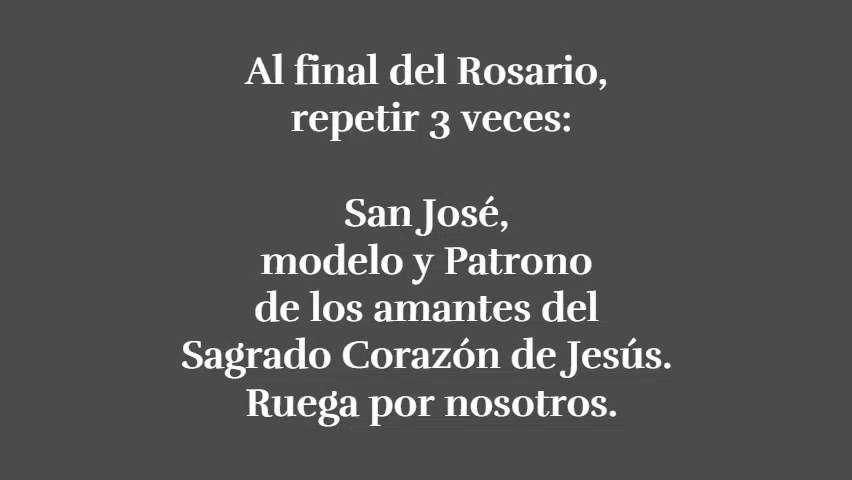 Al final del Rosario,
repetir 3 veces:
San José,
modelo y Patrono
de los amantes del
Sagrado Corazón de Jesús.
Ruega por nosotros.